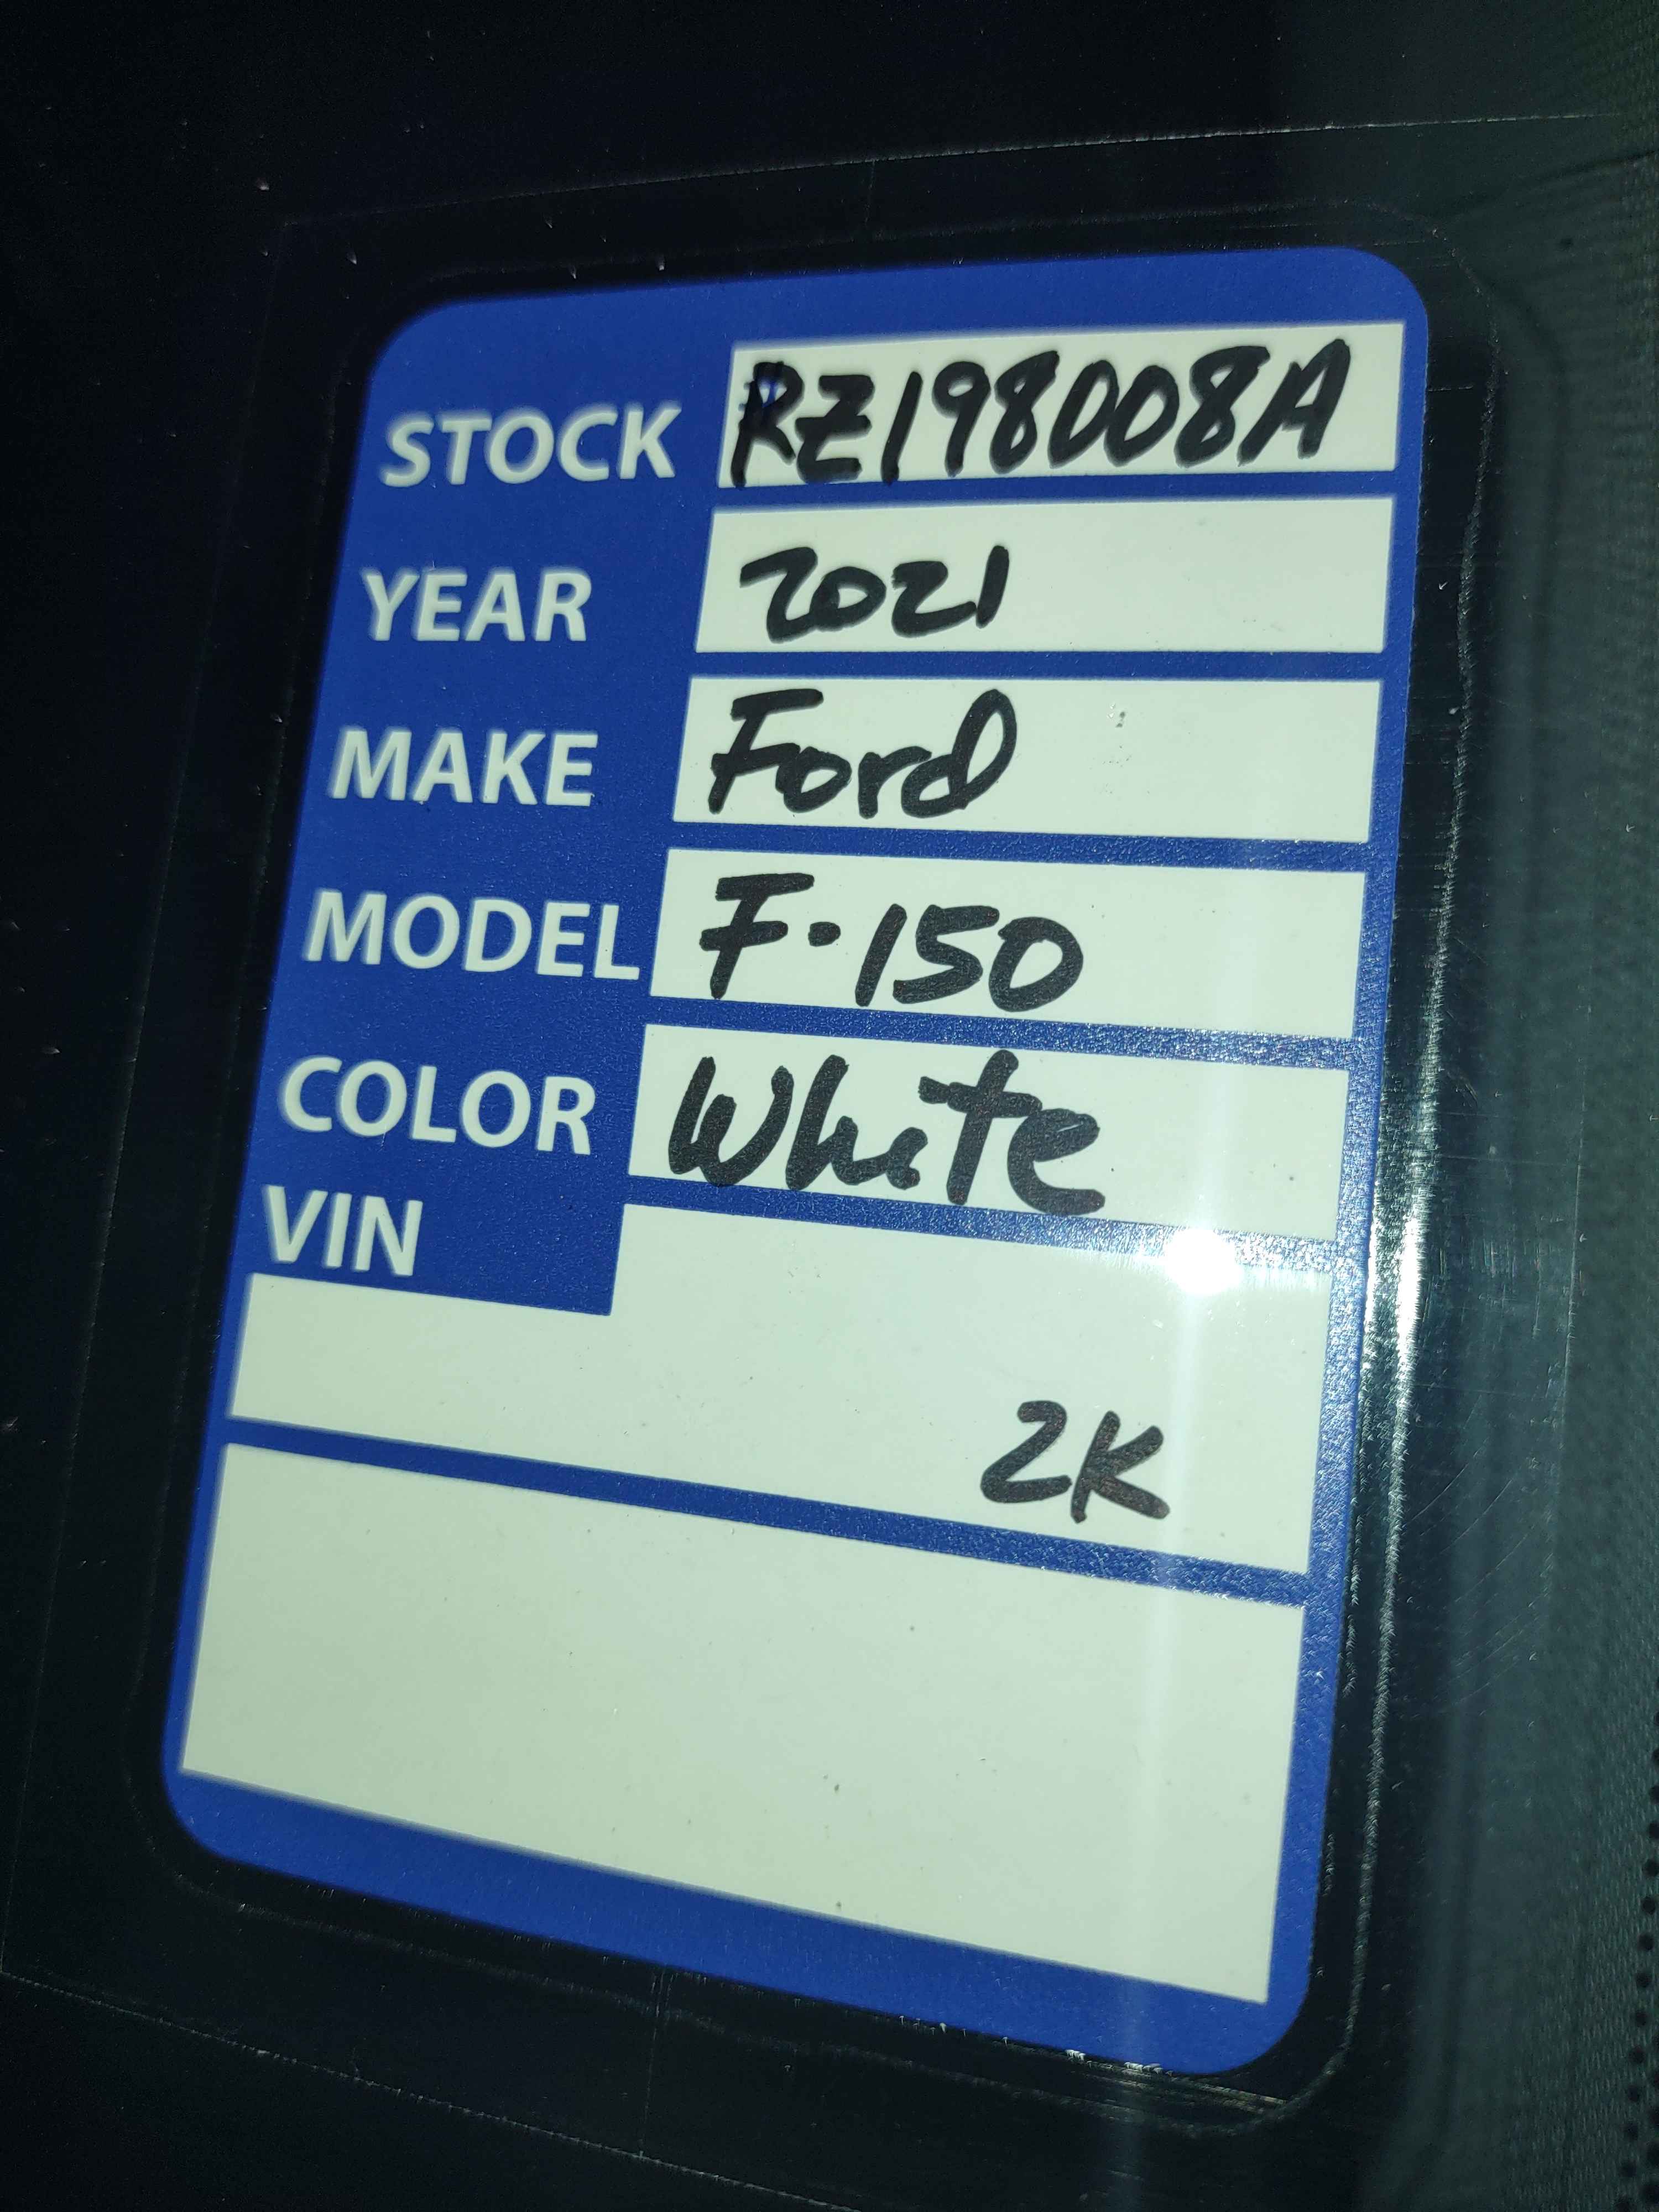 STOCK RZ198008A
YEAR 2021
MAKE Ford
MODEL F-150
COLOR White
VIN
2K